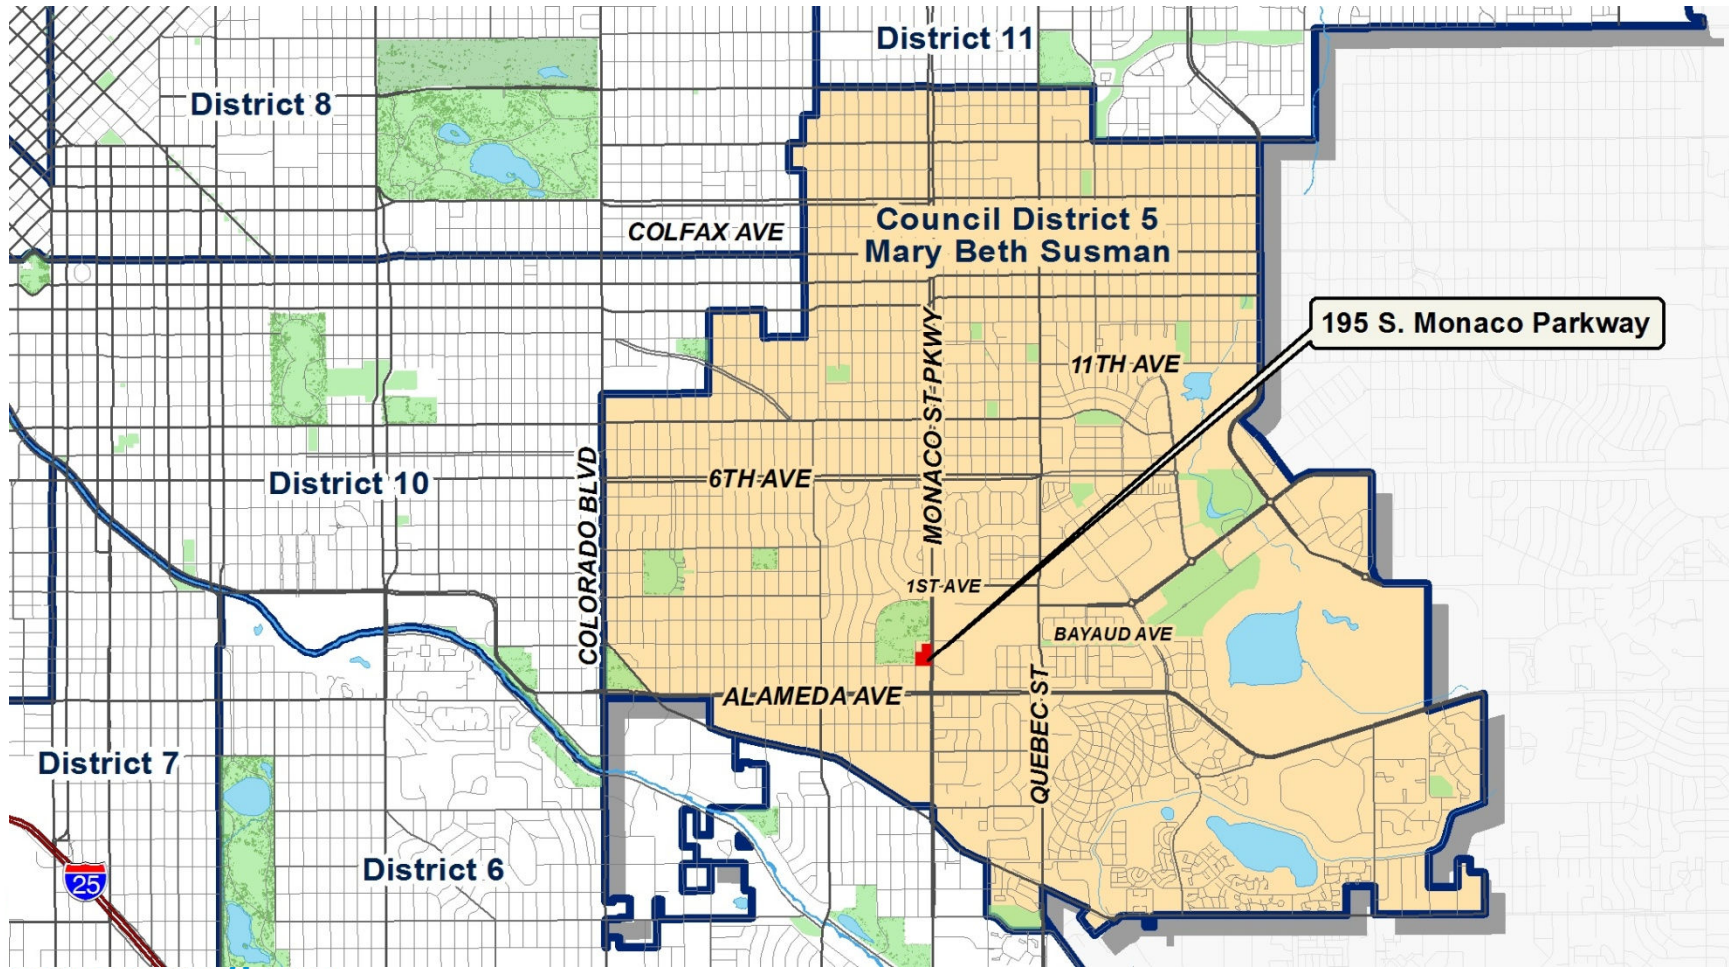 District 11
District 8
Council District 5
Mary Beth Susman
COLFAX AVE
195 S. Monaco Parkway
11TH AVE
MONACO ST PKWY
6TH AVE
District 10
COLORADO BLVD
1ST AVE
BAYAUD AVE
ALAMEDA AVE
QUEBEC ST
District 7
District 6
25